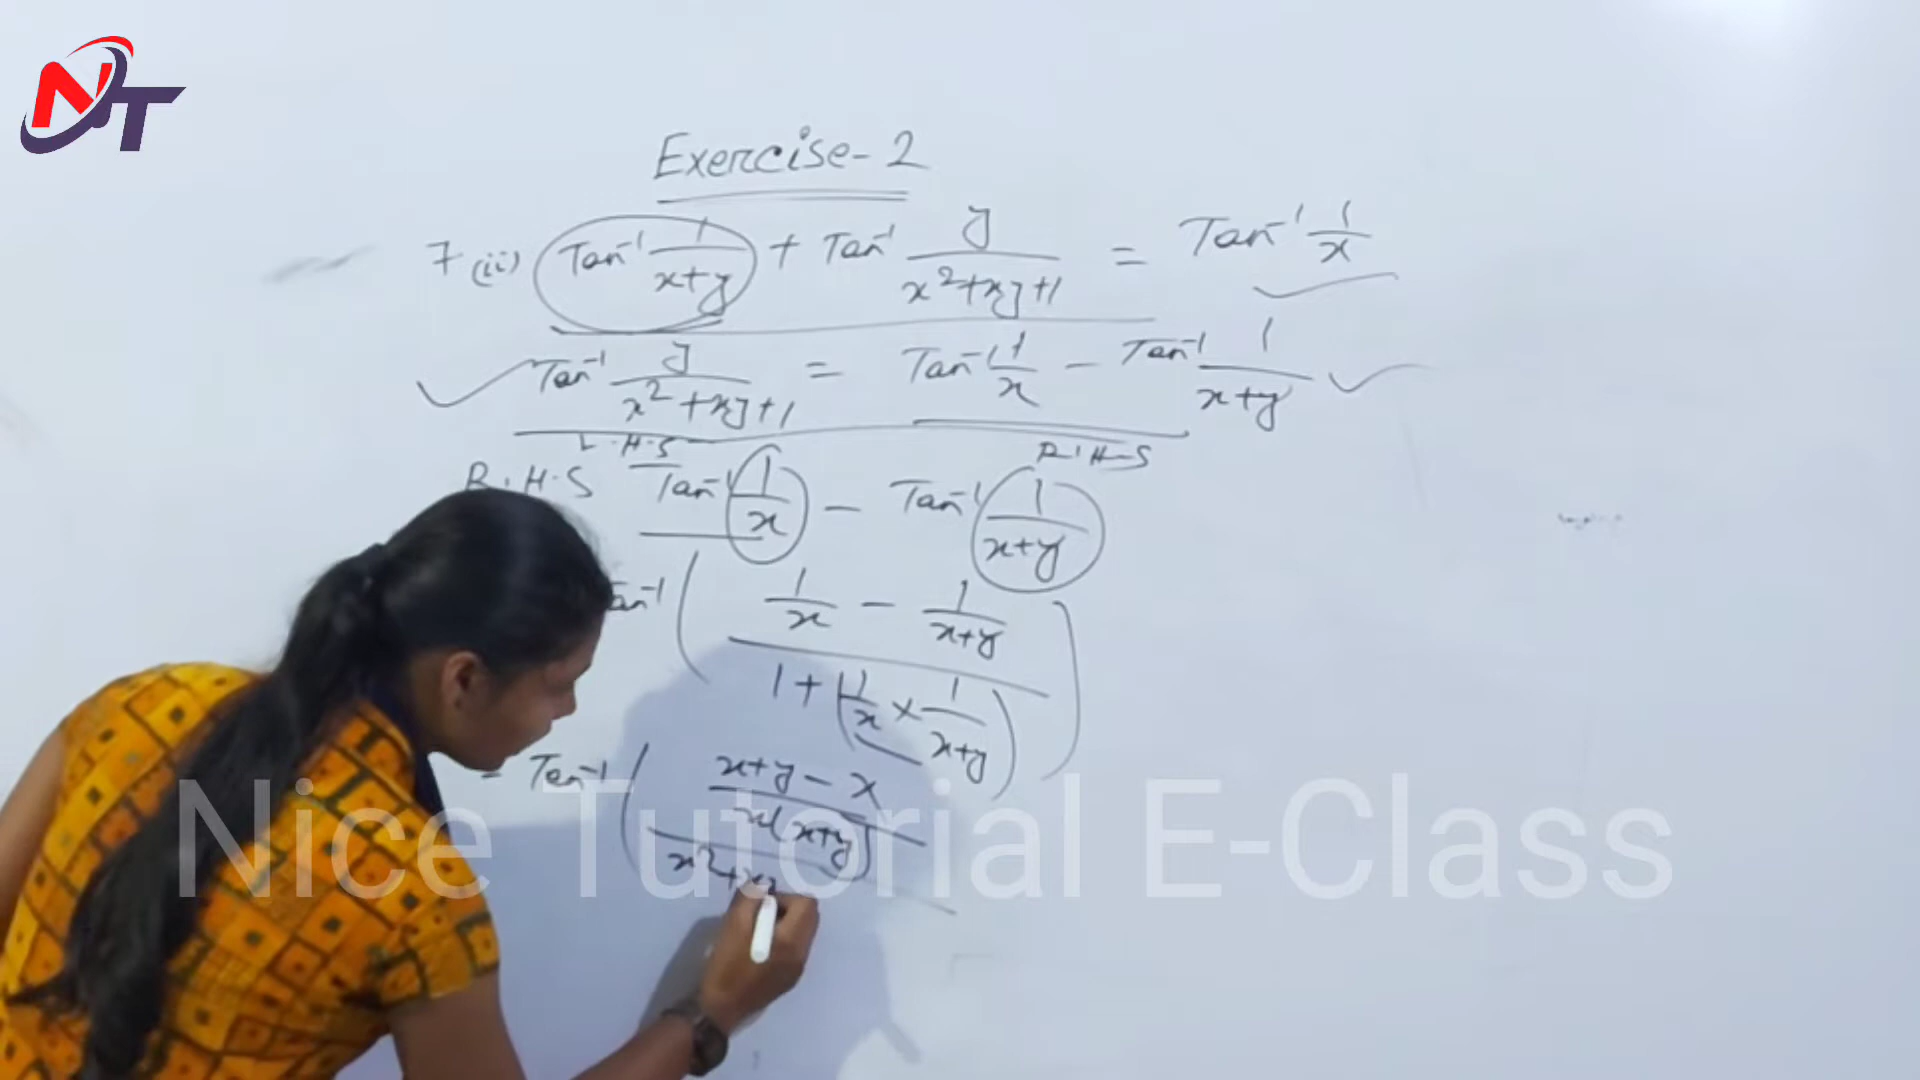 NT
Exercise-2
7(ii) Tan⁻¹ 1/(x+y) + Tan⁻¹ y/(x²+xy+1) = Tan⁻¹ 1/x
Tan⁻¹ y/(x²+xy+1) = Tan⁻¹ 1/x − Tan⁻¹ 1/(x+y)
L.H.S R.H.S
R.H.S Tan⁻¹ 1/x − Tan⁻¹ 1/(x+y)
Tan⁻¹ ( (1/x − 1/(x+y)) / (1 + (1/x × 1/(x+y))) )
= Tan⁻¹ ( ((x+y − x) / (x(x+y))) / (x²+xy
Nice Tutorial E-Class